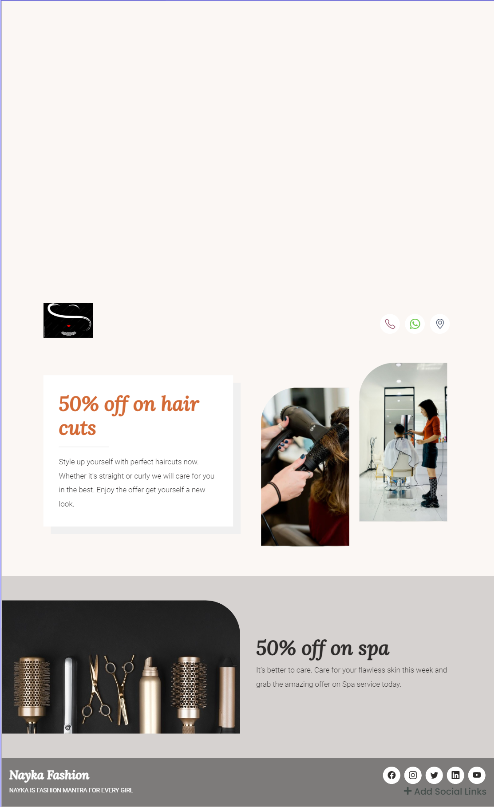 50% off on hair
cuts
Style up yourself with perfect haircuts now.
Whether it's straight or curly we will care for you
in the best. Enjoy the offer get yourself a new
look.
50% off on spa
It's better to care. Care for your flawless skin this week and
grab the amazing offer on Spa service today.
Nayka Fashion
NAYKA IS FASHION MANTRA FOR EVERY GIRL
+ Add Social Links